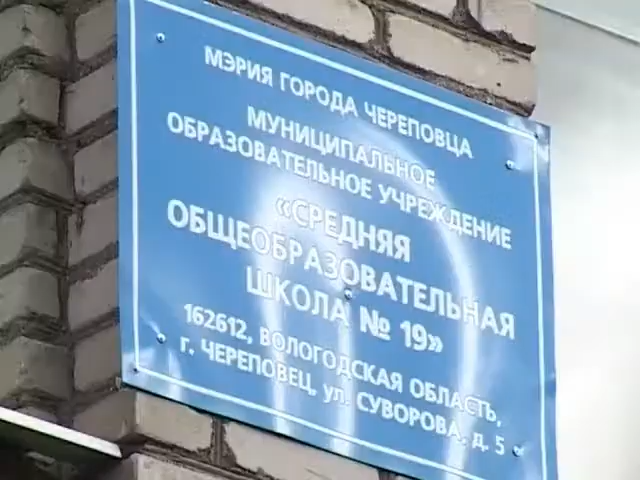 МЭРИЯ ГОРОДА ЧЕРЕПОВЦА
МУНИЦИПАЛЬНОЕ
ОБРАЗОВАТЕЛЬНОЕ УЧРЕЖДЕНИЕ
«СРЕДНЯЯ
ОБЩЕОБРАЗОВАТЕЛЬНАЯ
ШКОЛА № 19»
162612, ВОЛОГОДСКАЯ ОБЛАСТЬ,
г. ЧЕРЕПОВЕЦ, ул. СУВОРОВА, д. 5